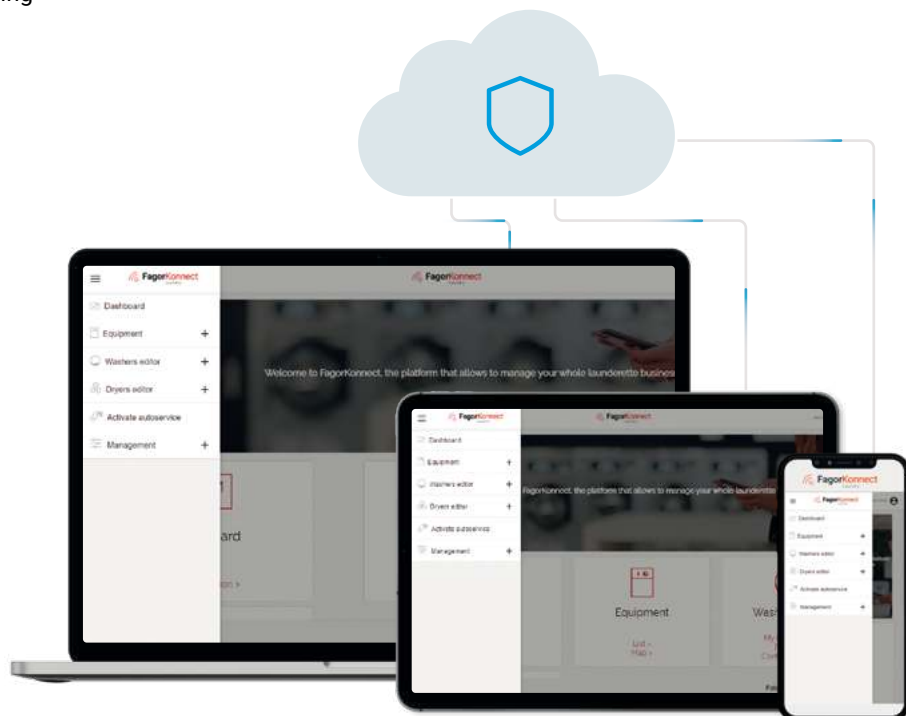 ing
FagorKonnect
Dashboard
Equipment +
Washers editor +
Dryers editor +
Activate autoservice
Management +
FagorKonnect
Welcome to FagorKonnect, the platform that allows to manage your whole launderette busines
ard
FagorKonnect
Dashboard
Equipment +
Washers editor +
Dryers editor +
Activate autoservice
Management +
FagorKonnect
FagorKonnect, the platform that allows to manage your whole launderette
Equipment
List
Map
Was
FagorKonnect
FagorKonnect
Dashboard
Equipment +
Washers editor +
Dryers editor +
Activate autoservice
Management +